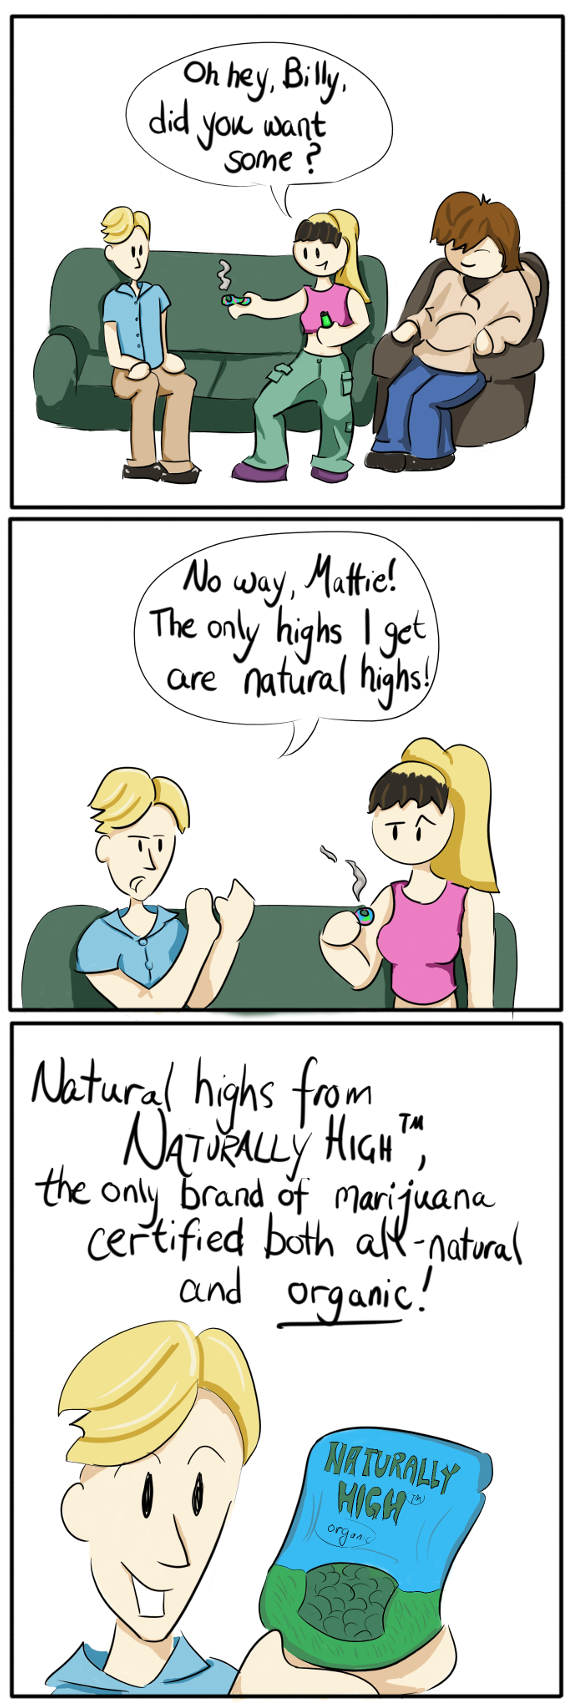 Oh hey, Billy,
did you want
some?
No way, Mattie!
The only highs I get
are natural highs!
Natural highs from
NATURALLY HIGH™,
the only brand of marijuana
certified both all-natural
and organic!
NATURALLY
HIGH™
organic